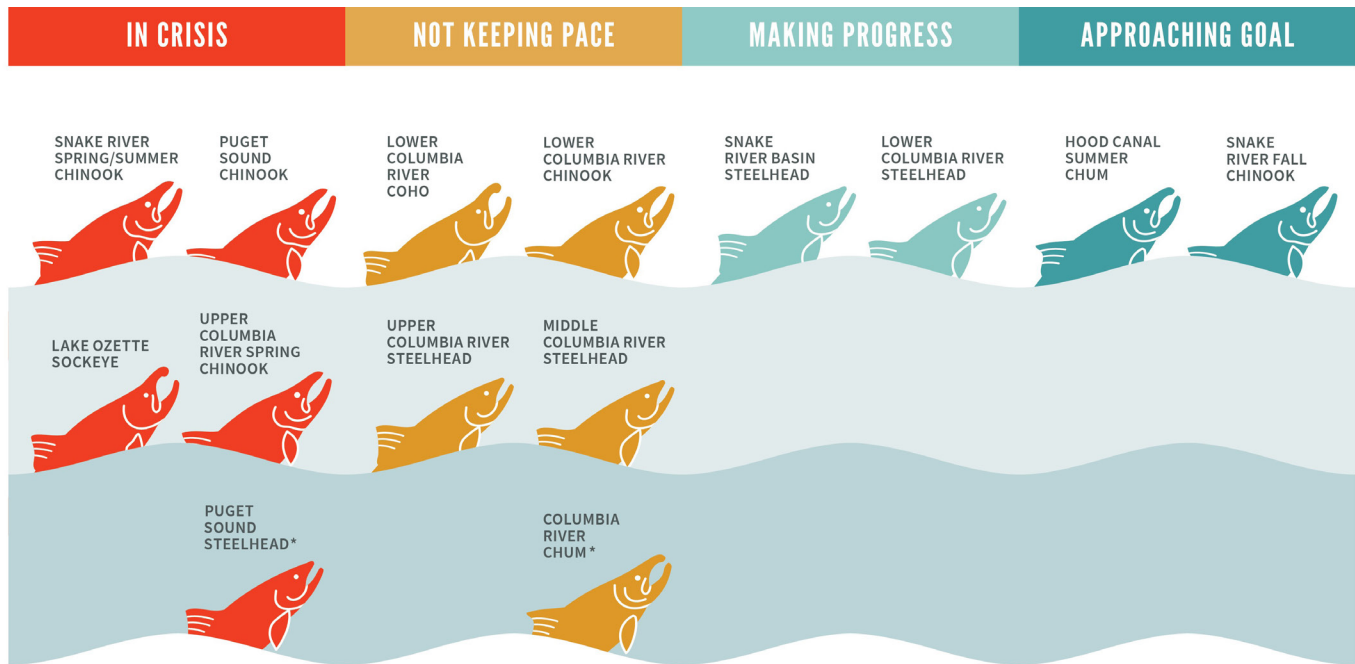 IN CRISIS
NOT KEEPING PACE
MAKING PROGRESS
APPROACHING GOAL
SNAKE RIVER
SPRING/SUMMER
CHINOOK
PUGET
SOUND
CHINOOK
LOWER
COLUMBIA
RIVER
COHO
LOWER
COLUMBIA RIVER
CHINOOK
SNAKE
RIVER BASIN
STEELHEAD
LOWER
COLUMBIA RIVER
STEELHEAD
HOOD CANAL
SUMMER
CHUM
SNAKE
RIVER FALL
CHINOOK
LAKE OZETTE
SOCKEYE
UPPER
COLUMBIA
RIVER SPRING
CHINOOK
UPPER
COLUMBIA RIVER
STEELHEAD
MIDDLE
COLUMBIA RIVER
STEELHEAD
PUGET
SOUND
STEELHEAD*
COLUMBIA
RIVER
CHUM *